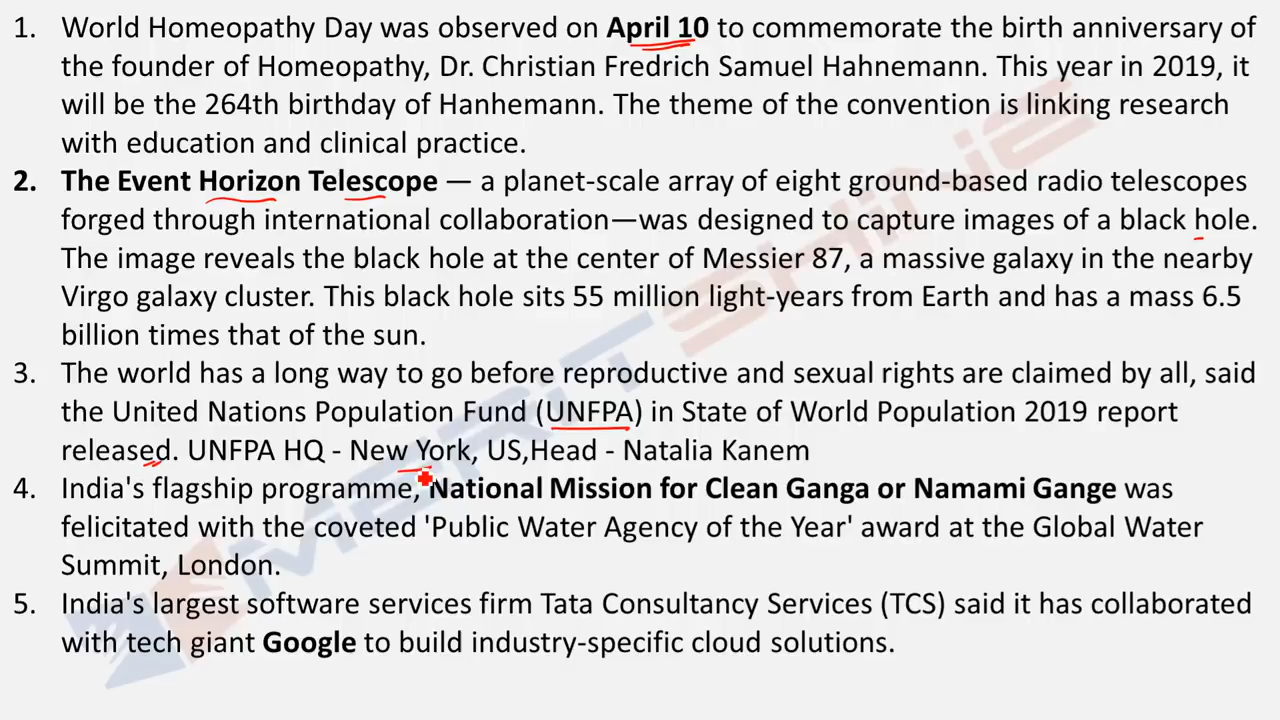 1. World Homeopathy Day was observed on April 10 to commemorate the birth anniversary of
the founder of Homeopathy, Dr. Christian Fredrich Samuel Hahnemann. This year in 2019, it
will be the 264th birthday of Hanhemann. The theme of the convention is linking research
with education and clinical practice.
2. The Event Horizon Telescope — a planet-scale array of eight ground-based radio telescopes
forged through international collaboration—was designed to capture images of a black hole.
The image reveals the black hole at the center of Messier 87, a massive galaxy in the nearby
Virgo galaxy cluster. This black hole sits 55 million light-years from Earth and has a mass 6.5
billion times that of the sun.
3. The world has a long way to go before reproductive and sexual rights are claimed by all, said
the United Nations Population Fund (UNFPA) in State of World Population 2019 report
released. UNFPA HQ - New York, US,Head - Natalia Kanem
4. India's flagship programme, National Mission for Clean Ganga or Namami Gange was
felicitated with the coveted 'Public Water Agency of the Year' award at the Global Water
Summit, London.
5. India's largest software services firm Tata Consultancy Services (TCS) said it has collaborated
with tech giant Google to build industry-specific cloud solutions.
MERITSHINE